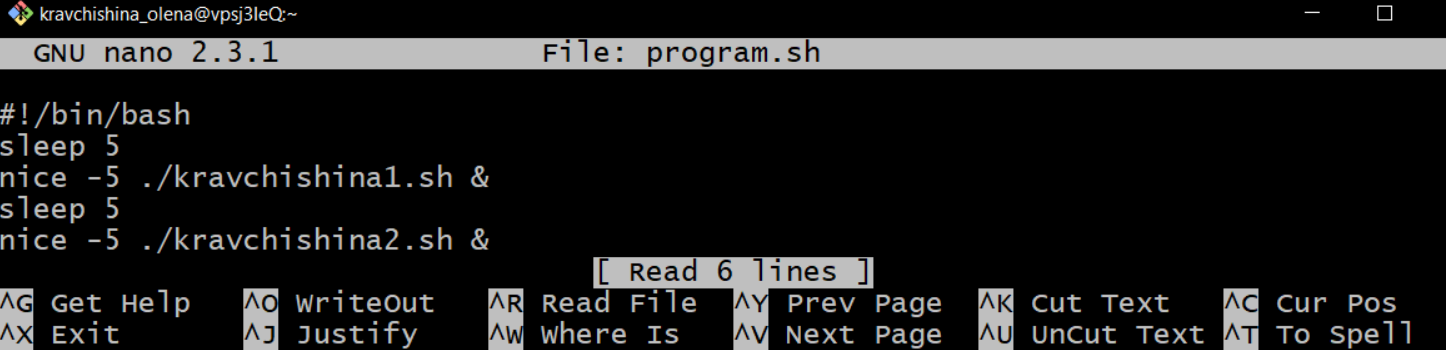 kravchishina_olena@vpsj3IeQ:~
GNU nano 2.3.1 File: program.sh
#!/bin/bash
sleep 5
nice -5 ./kravchishina1.sh &
sleep 5
nice -5 ./kravchishina2.sh &
[ Read 6 lines ]
^G Get Help ^O WriteOut ^R Read File ^Y Prev Page ^K Cut Text ^C Cur Pos
^X Exit ^J Justify ^W Where Is ^V Next Page ^U UnCut Text ^T To Spell